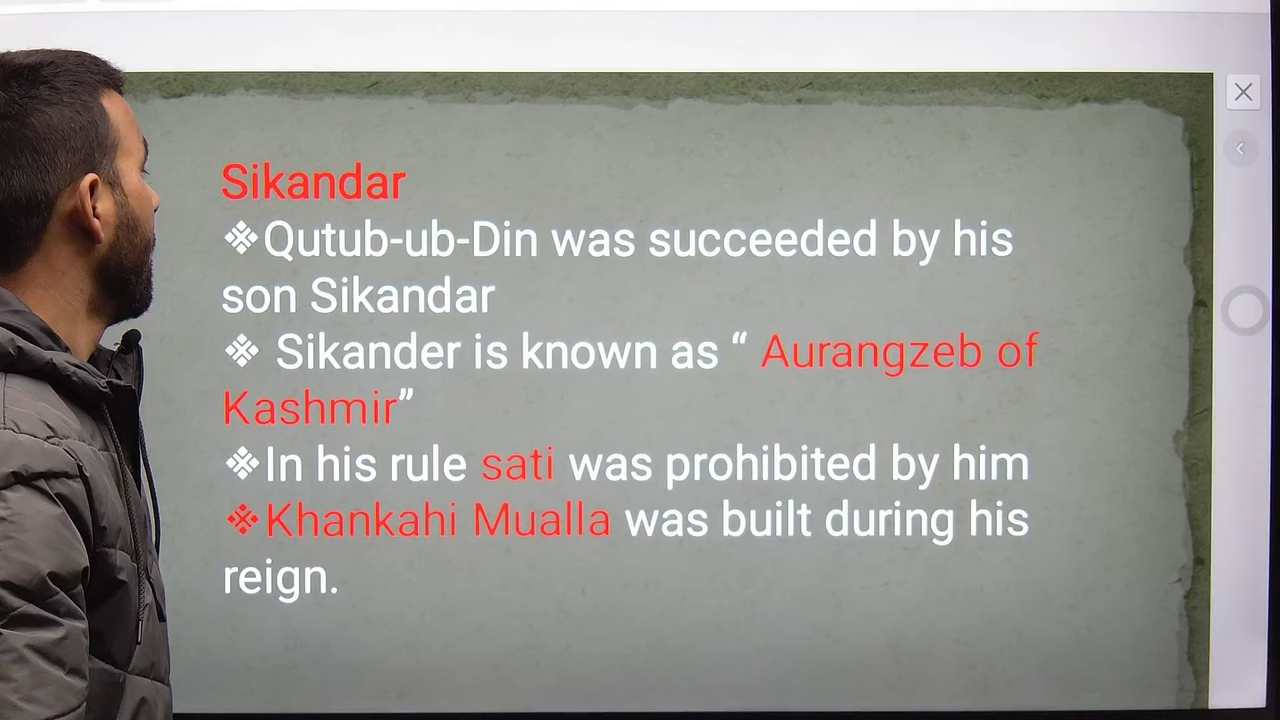 Sikandar
❖Qutub-ub-Din was succeeded by his
son Sikandar
❖ Sikander is known as “ Aurangzeb of
Kashmir”
❖In his rule sati was prohibited by him
❖Khankahi Mualla was built during his
reign.